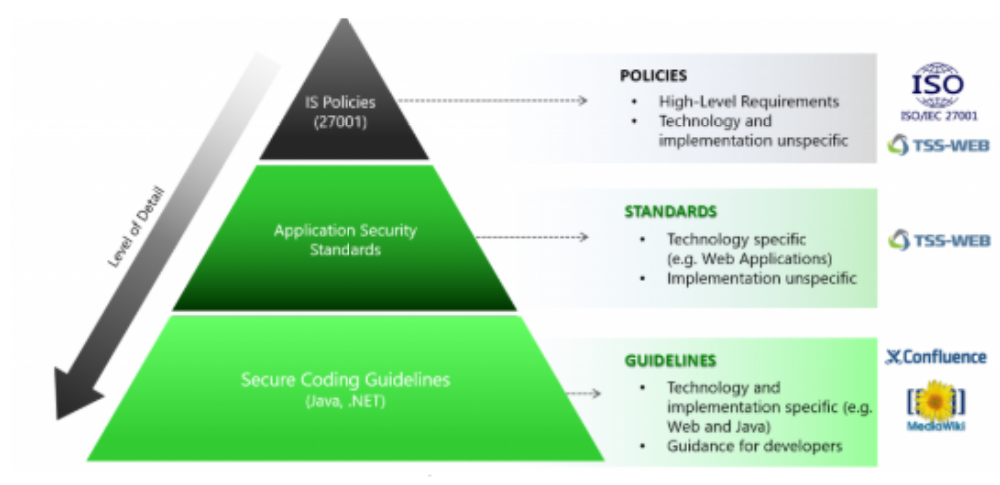 IS Policies
(27001)
Application Security
Standards
Secure Coding Guidelines
(Java, .NET)
Level of Detail
POLICIES
• High-Level Requirements
• Technology and
implementation unspecific
ISO
ISO/IEC 27001
TSS-WEB
STANDARDS
• Technology specific
(e.g. Web Applications)
• Implementation unspecific
TSS-WEB
GUIDELINES
• Technology and
implementation specific (e.g.
Web and Java)
• Guidance for developers
Confluence
MediaWiki